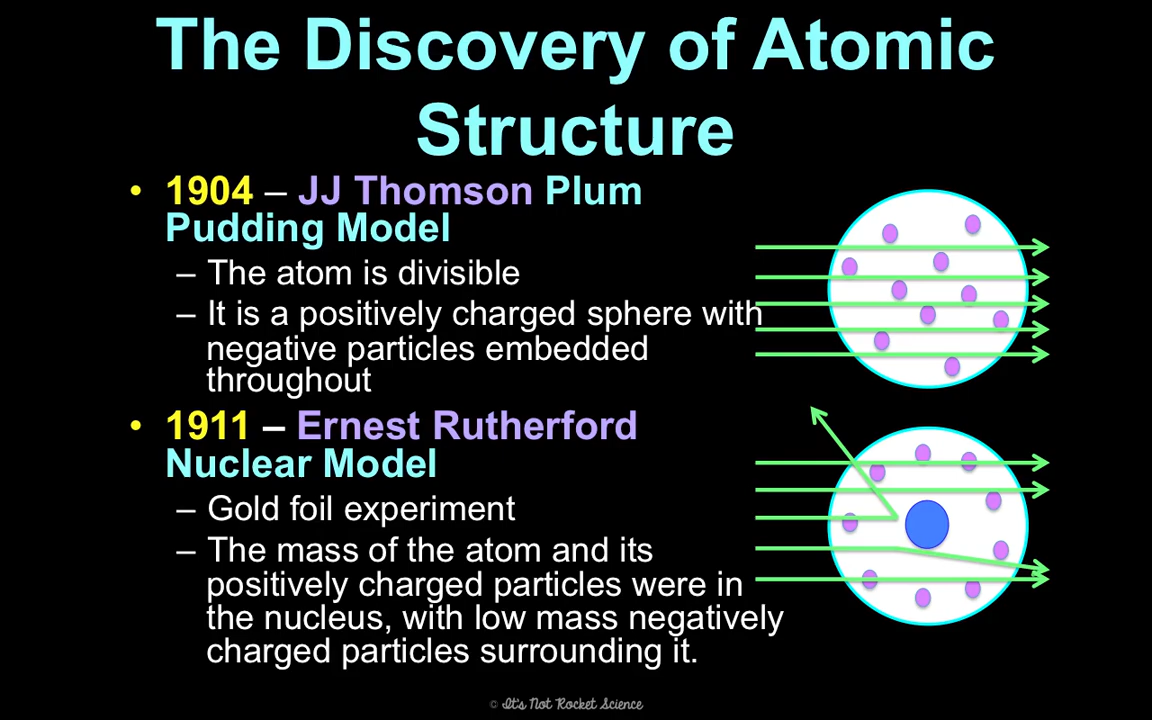 The Discovery of Atomic
Structure
• 1904 – JJ Thomson Plum
Pudding Model
– The atom is divisible
– It is a positively charged sphere with
negative particles embedded
throughout
• 1911 – Ernest Rutherford
Nuclear Model
– Gold foil experiment
– The mass of the atom and its
positively charged particles were in
the nucleus, with low mass negatively
charged particles surrounding it.
© It's Not Rocket Science